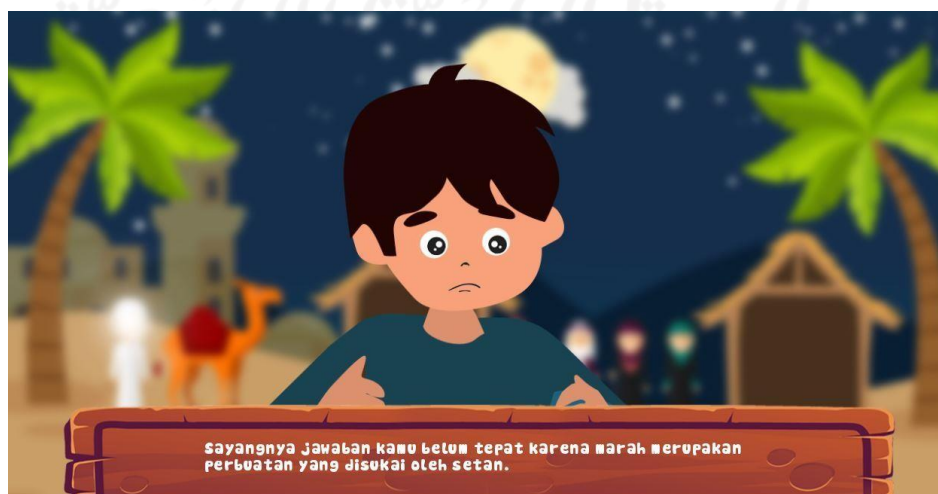 Sayangnya jawaban kamu belum tepat karena marah merupakan
perbuatan yang disukai oleh setan.